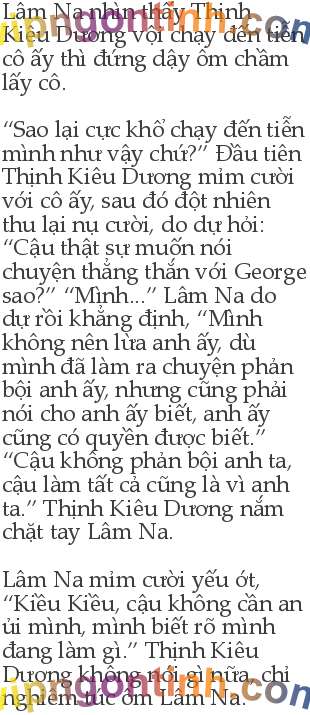 Lâm Na nhìn thấy Thịnh
Kiêu Dương vội chạy đến tiễn
cô ấy thì đứng dậy ôm chầm
lấy cô.
“Sao lại cực khổ chạy đến tiễn
mình như vậy chứ?” Đầu tiên
Thịnh Kiêu Dương mỉm cười
với cô ấy, sau đó đột nhiên
thu lại nụ cười, do dự hỏi:
“Cậu thật sự muốn nói
chuyện thẳng thắn với George
sao?” “Mình...” Lâm Na do
dự rồi khẳng định, “Mình
không nên lừa anh ấy, dù
mình đã làm ra chuyện phản
bội anh ấy, nhưng cũng phải
nói cho anh ấy biết, anh ấy
cũng có quyền được biết.”
“Cậu không phản bội anh ta,
cậu làm tất cả cũng là vì anh
ta.” Thịnh Kiêu Dương nắm
chặt tay Lâm Na.
Lâm Na mỉm cười yếu ớt,
“Kiều Kiều, cậu không cần an
ủi mình, mình biết rõ mình
đang làm gì.” Thịnh Kiêu
Dương không nói gì nữa, chỉ
nghiêm túc ôm Lâm Na.
vipngontinh.com
vipngontinh.com